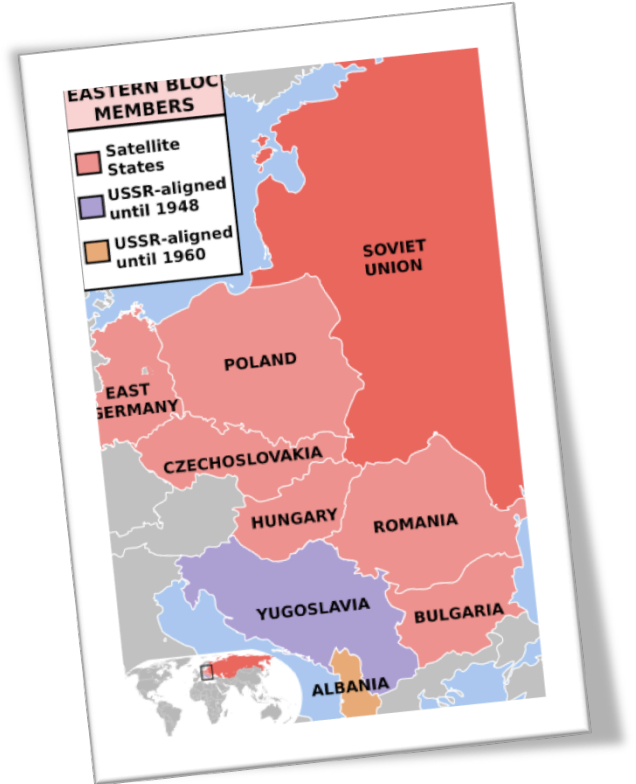 EASTERN BLOC
MEMBERS
Satellite
States
USSR-aligned
until 1948
USSR-aligned
until 1960
SOVIET
UNION
POLAND
EAST
GERMANY
CZECHOSLOVAKIA
HUNGARY
ROMANIA
YUGOSLAVIA
BULGARIA
ALBANIA